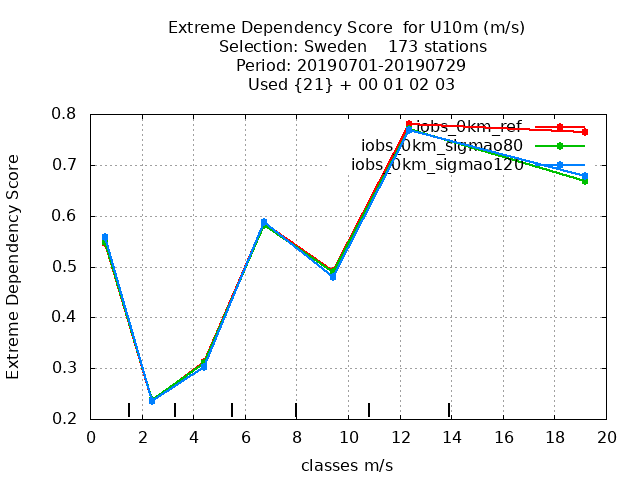 Extreme Dependency Score for U10m (m/s)
Selection: Sweden 173 stations
Period: 20190701-20190729
Used {21} + 00 01 02 03
iobs_0km_ref
iobs_0km_sigmao80
iobs_0km_sigmao120
Extreme Dependency Score
0.8
0.7
0.6
0.5
0.4
0.3
0.2
0 2 4 6 8 10 12 14 16 18 20
classes m/s